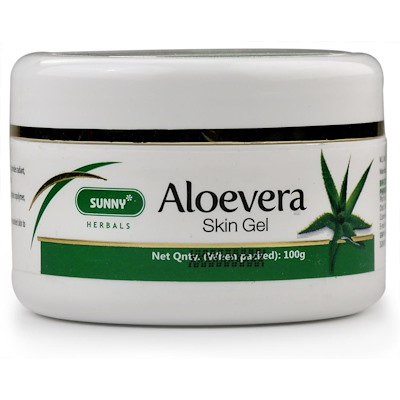 SUNNY
HERBALS
Aloevera
Skin Gel
Net Qnty. (When packed): 100g